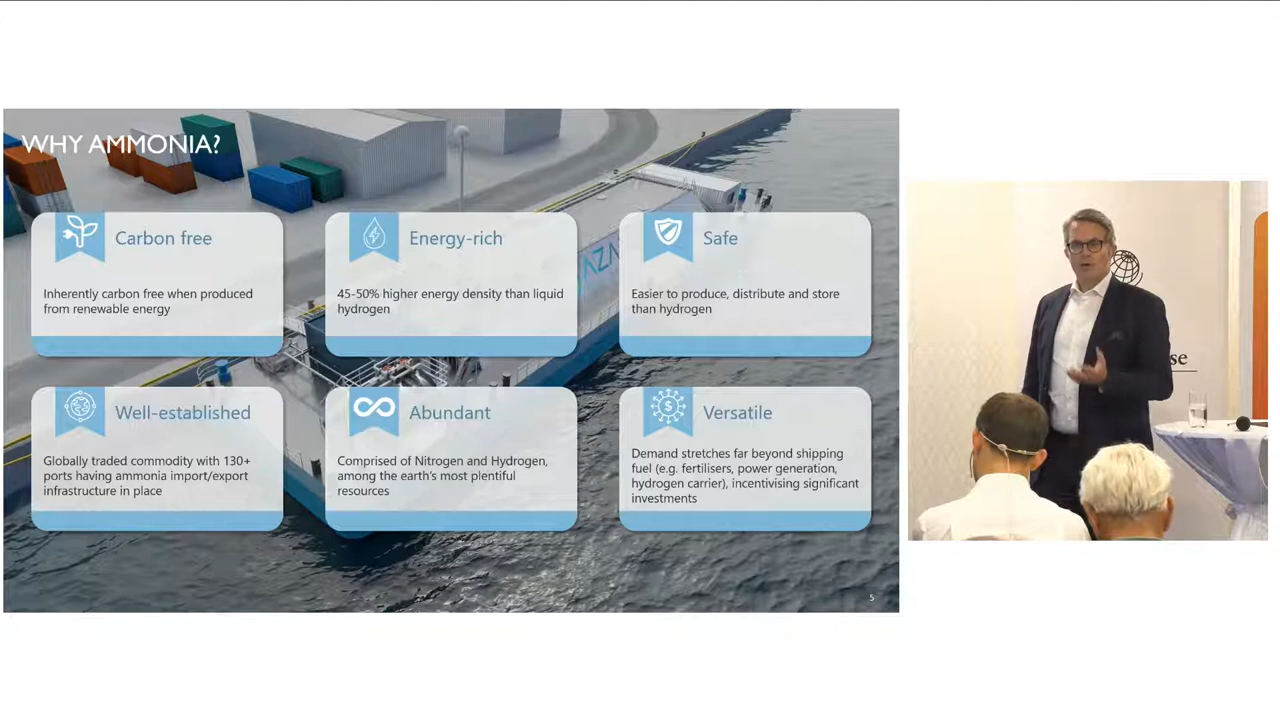 WHY AMMONIA?
Carbon free
Inherently carbon free when produced
from renewable energy
Energy-rich
45-50% higher energy density than liquid
hydrogen
Safe
Easier to produce, distribute and store
than hydrogen
Well-established
Globally traded commodity with 130+
ports having ammonia import/export
infrastructure in place
Abundant
Comprised of Nitrogen and Hydrogen,
among the earth's most plentiful
resources
Versatile
Demand stretches far beyond shipping
fuel (e.g. fertilisers, power generation,
hydrogen carrier), incentivising significant
investments
5
AZA
se